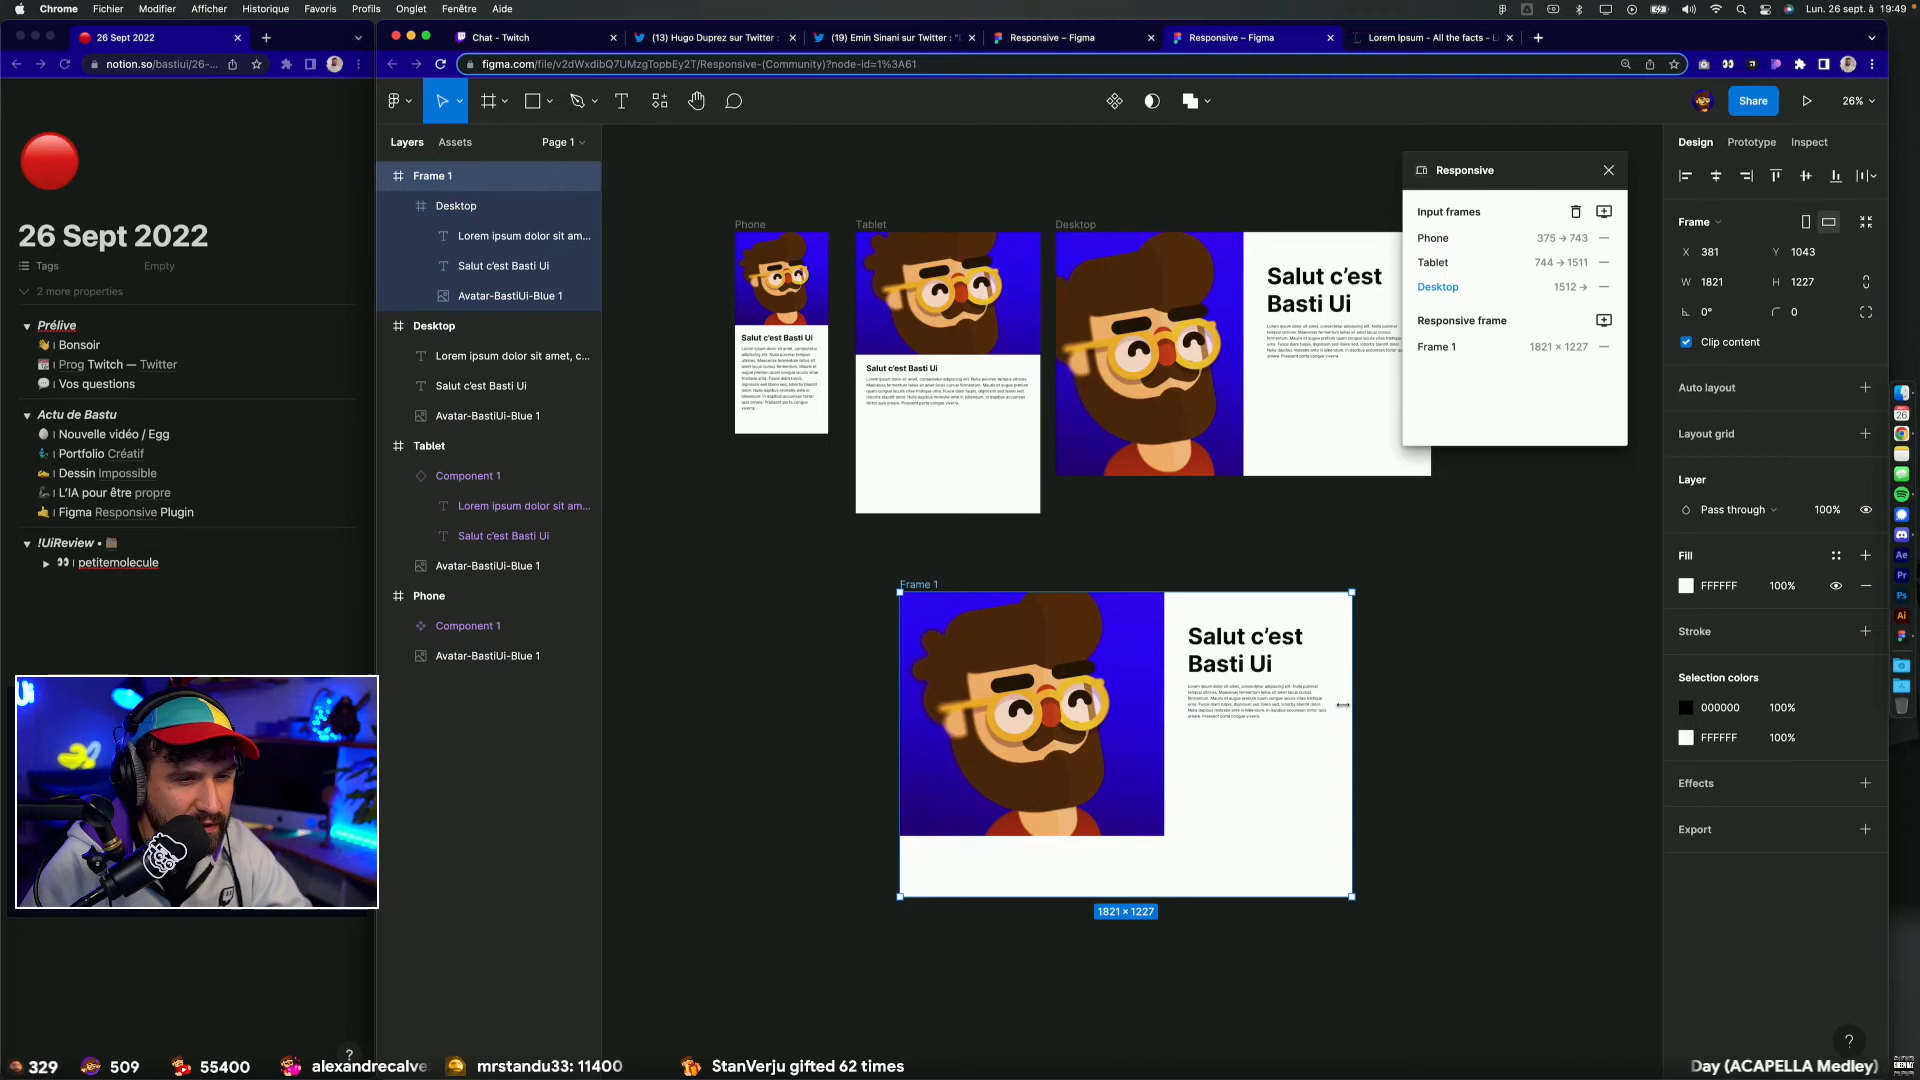 Chrome Fichier Modifier Afficher Historique Favoris Profils Onglet Fenêtre Aide
Lun. 26 sept. à 19:49
26 Sept 2022
Chat - Twitch
(13) Hugo Duprez sur Twitter :
(19) Emin Sinani sur Twitter : "
Responsive – Figma
Responsive – Figma
Lorem Ipsum - All the facts - L
notion.so/bastiui/26-...
figma.com/file/v2dWxdibQ7UMzgTopbEy2T/Responsive-(Community)?node-id=1%3A61
Share
26%
26 Sept 2022
Tags Empty
2 more properties
Prélive
| Bonsoir
| Prog Twitch — Twitter
| Vos questions
Actu de Bastu
| Nouvelle vidéo / Egg
| Portfolio Créatif
| Dessin Impossible
| L'IA pour être propre
| Figma Responsive Plugin
!UiReview •
| petitemolecule
Layers Assets Page 1
Frame 1
Desktop
Lorem ipsum dolor sit am...
Salut c'est Basti Ui
Avatar-BastiUi-Blue 1
Desktop
Lorem ipsum dolor sit amet, c...
Salut c'est Basti Ui
Avatar-BastiUi-Blue 1
Tablet
Component 1
Lorem ipsum dolor sit am...
Salut c'est Basti Ui
Avatar-BastiUi-Blue 1
Phone
Component 1
Avatar-BastiUi-Blue 1
Phone
Salut c'est Basti Ui
Tablet
Salut c'est Basti Ui
Desktop
Salut c'est
Basti Ui
Frame 1
Salut c'est
Basti Ui
1821 × 1227
Responsive
Input frames
Phone 375 → 743
Tablet 744 → 1511
Desktop 1512 →
Responsive frame
Frame 1 1821 × 1227
Design Prototype Inspect
Frame
X 381 Y 1043
W 1821 H 1227
0° 0
Clip content
Auto layout
Layout grid
Layer
Pass through 100%
Fill
FFFFFF 100%
Stroke
Selection colors
000000 100%
FFFFFF 100%
Effects
Export
26
Ae
Pr
Ps
Ai
?
?
329 509 55400 alexandrecalve mrstandu33: 11400 StanVerju gifted 62 times
Day (ACAPELLA Medley)